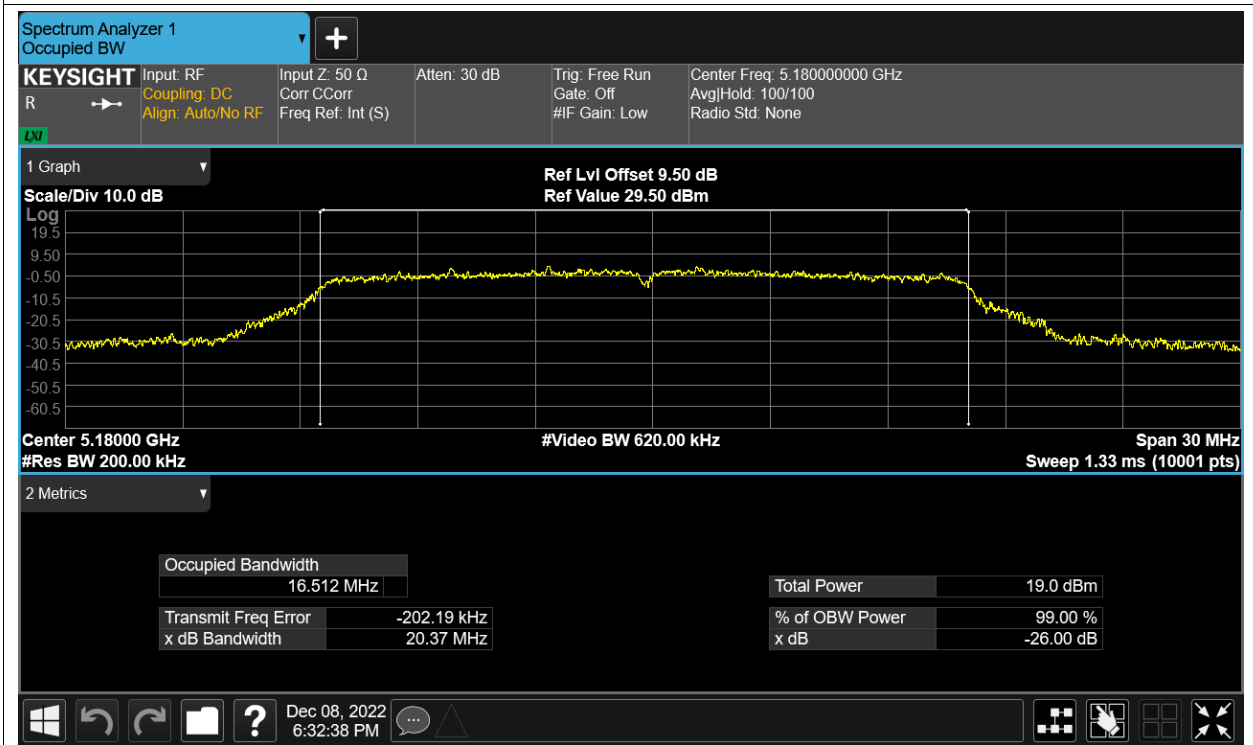 Spectrum Analyzer 1
Occupied BW
KEYSIGHT
R
LXI
Input: RF
Coupling: DC
Align: Auto/No RF
Input Z: 50 Ω
Corr CCorr
Freq Ref: Int (S)
Atten: 30 dB
Trig: Free Run
Gate: Off
#IF Gain: Low
Center Freq: 5.180000000 GHz
Avg|Hold: 100/100
Radio Std: None
1 Graph
Scale/Div 10.0 dB
Ref Lvl Offset 9.50 dB
Ref Value 29.50 dBm
Log
19.5
9.50
-0.50
-10.5
-20.5
-30.5
-40.5
-50.5
-60.5
Center 5.18000 GHz
#Res BW 200.00 kHz
#Video BW 620.00 kHz
Span 30 MHz
Sweep 1.33 ms (10001 pts)
2 Metrics
Occupied Bandwidth
16.512 MHz
Transmit Freq Error -202.19 kHz
x dB Bandwidth 20.37 MHz
Total Power 19.0 dBm
% of OBW Power 99.00 %
x dB -26.00 dB
?
Dec 08, 2022
6:32:38 PM